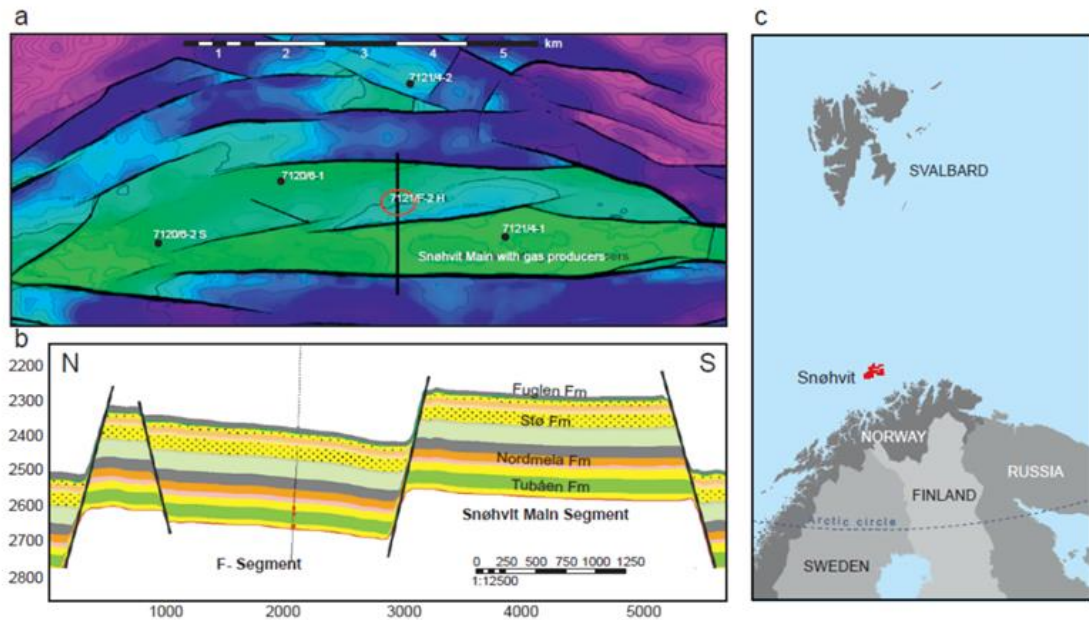 a
km
1 2 3 4 5
7121/4-2
7120/6-1
7121/F-2 H
7120/6-2 S
7121/4-1
Snøhvit Main with gas producers
b
N
S
2200
2300
2400
2500
2600
2700
2800
Fuglen Fm
Stø Fm
Nordmela Fm
Tubåen Fm
Snøhvit Main Segment
F- Segment
0 250 500 750 1000 1250
1:12500
1000 2000 3000 4000 5000
c
SVALBARD
Snøhvit
NORWAY
RUSSIA
FINLAND
Arctic circle
SWEDEN